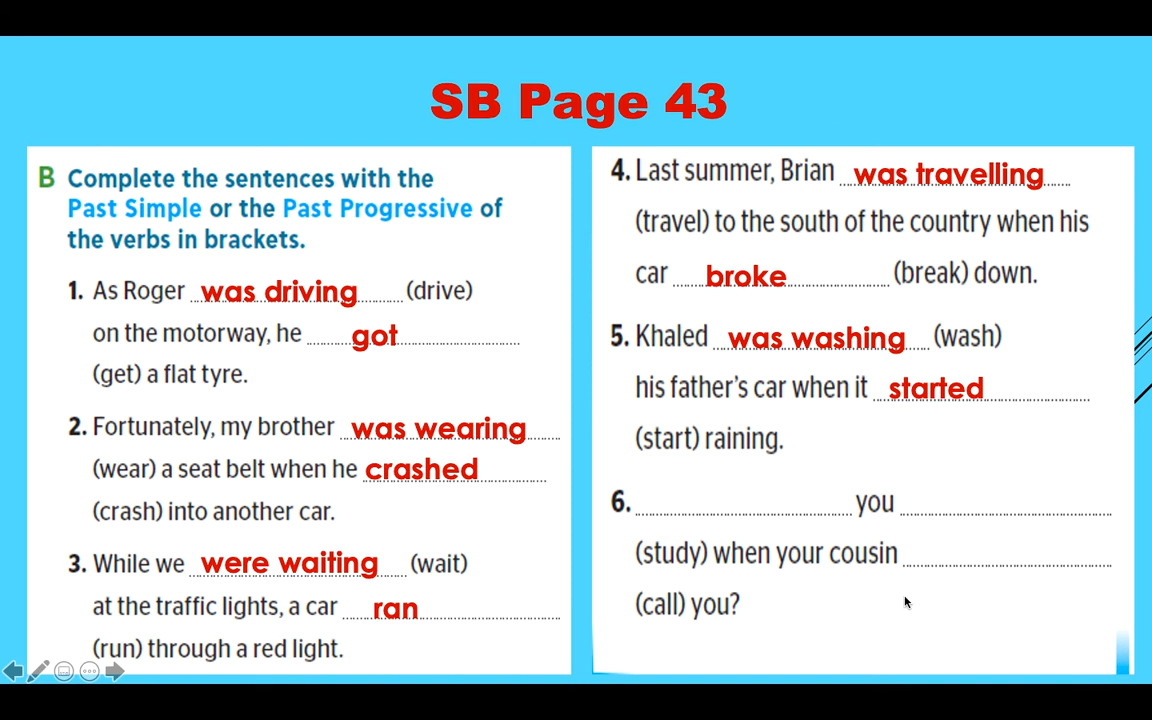 SB Page 43
B Complete the sentences with the
Past Simple or the Past Progressive of
the verbs in brackets.
1. As Roger was driving (drive)
on the motorway, he got
(get) a flat tyre.
2. Fortunately, my brother was wearing
(wear) a seat belt when he crashed
(crash) into another car.
3. While we were waiting (wait)
at the traffic lights, a car ran
(run) through a red light.
4. Last summer, Brian was travelling
(travel) to the south of the country when his
car broke (break) down.
5. Khaled was washing (wash)
his father's car when it started
(start) raining.
6. you
(study) when your cousin
(call) you?